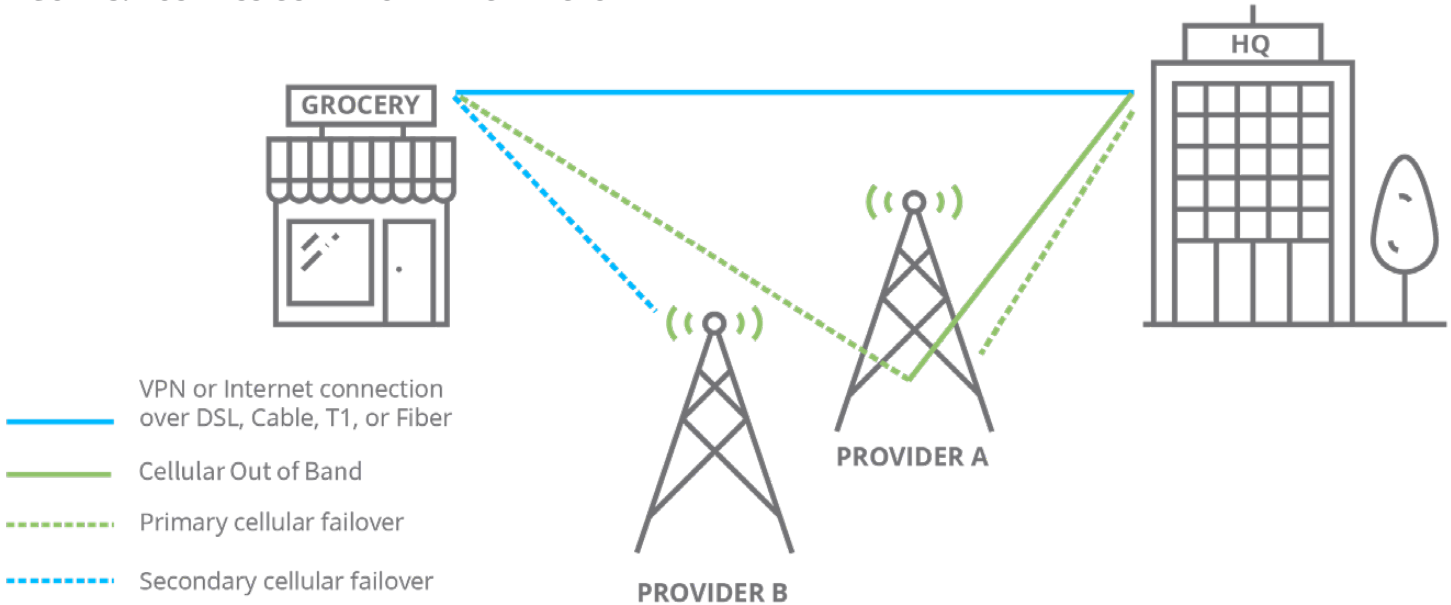 HQ
GROCERY
VPN or Internet connection
over DSL, Cable, T1, or Fiber
Cellular Out of Band
Primary cellular failover
Secondary cellular failover
PROVIDER A
PROVIDER B